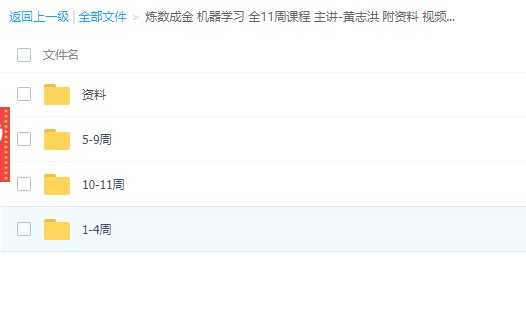 返回上一级 | 全部文件 > 炼数成金 机器学习 全11周课程 主讲-黄志洪 附资料 视频...
文件名
资料
5-9周
10-11周
1-4周